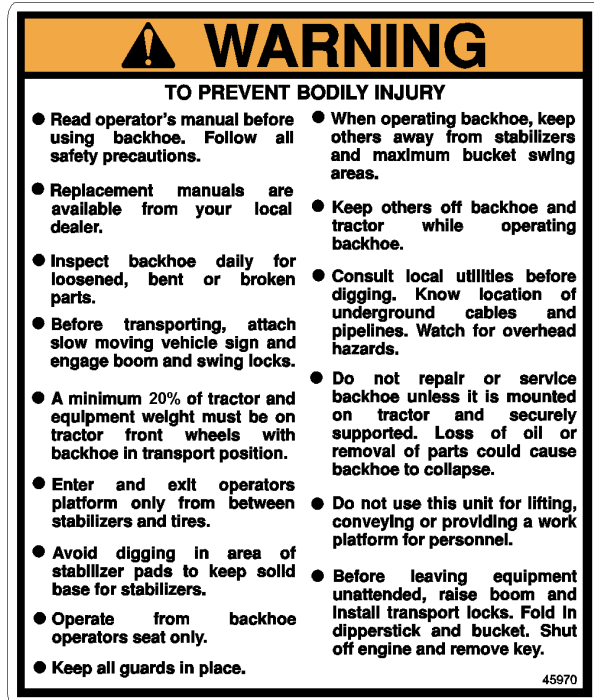 WARNING
TO PREVENT BODILY INJURY
● Read operator's manual before
using backhoe. Follow all
safety precautions.
● Replacement manuals are
available from your local
dealer.
● Inspect backhoe daily for
loosened, bent or broken
parts.
● Before transporting, attach
slow moving vehicle sign and
engage boom and swing locks.
● A minimum 20% of tractor and
equipment weight must be on
tractor front wheels with
backhoe in transport position.
● Enter and exit operators
platform only from between
stabilizers and tires.
● Avoid digging in area of
stabilizer pads to keep solid
base for stabilizers.
● Operate from backhoe
operators seat only.
● Keep all guards in place.
● When operating backhoe, keep
others away from stabilizers
and maximum bucket swing
areas.
● Keep others off backhoe and
tractor while operating
backhoe.
● Consult local utilities before
digging. Know location of
underground cables and
pipelines. Watch for overhead
hazards.
● Do not repair or service
backhoe unless it is mounted
on tractor and securely
supported. Loss of oil or
removal of parts could cause
backhoe to collapse.
● Do not use this unit for lifting,
conveying or providing a work
platform for personnel.
● Before leaving equipment
unattended, raise boom and
install transport locks. Fold in
dipperstick and bucket. Shut
off engine and remove key.
45970